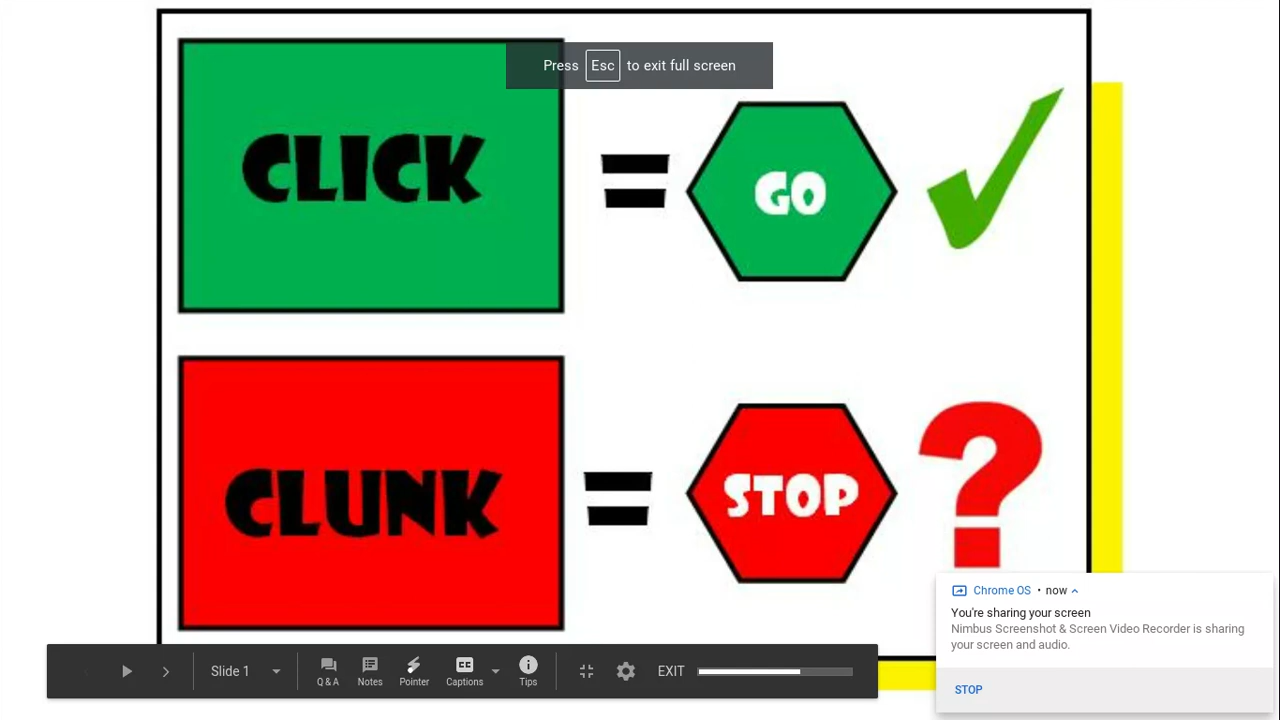 Press Esc to exit full screen
CLICK = GO
CLUNK = STOP ?
Chrome OS • now
You're sharing your screen
Nimbus Screenshot & Screen Video Recorder is sharing
your screen and audio.
STOP
Slide 1
Q & A
Notes
Pointer
CC
Captions
Tips
EXIT